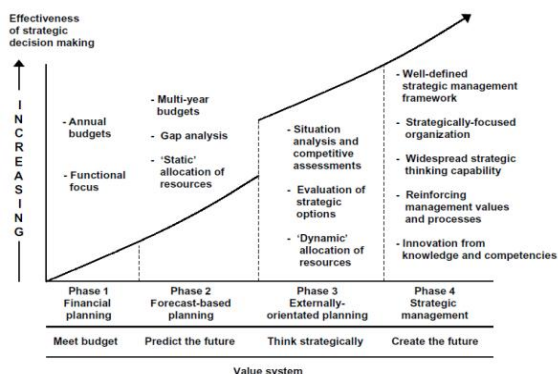 Effectiveness
of strategic
decision making
INCREASING
- Annual
budgets
- Functional
focus
- Multi-year
budgets
- Gap analysis
- 'Static'
allocation of
resources
- Situation
analysis and
competitive
assessments
- Evaluation of
strategic
options
- 'Dynamic'
allocation of
resources
- Well-defined
strategic management
framework
- Strategically-focused
organization
- Widespread strategic
thinking capability
- Reinforcing
management values
and processes
- Innovation from
knowledge and competencies
Phase 1
Financial
planning
Phase 2
Forecast-based
planning
Phase 3
Externally-
orientated planning
Phase 4
Strategic
management
Meet budget
Predict the future
Think strategically
Create the future
Value system